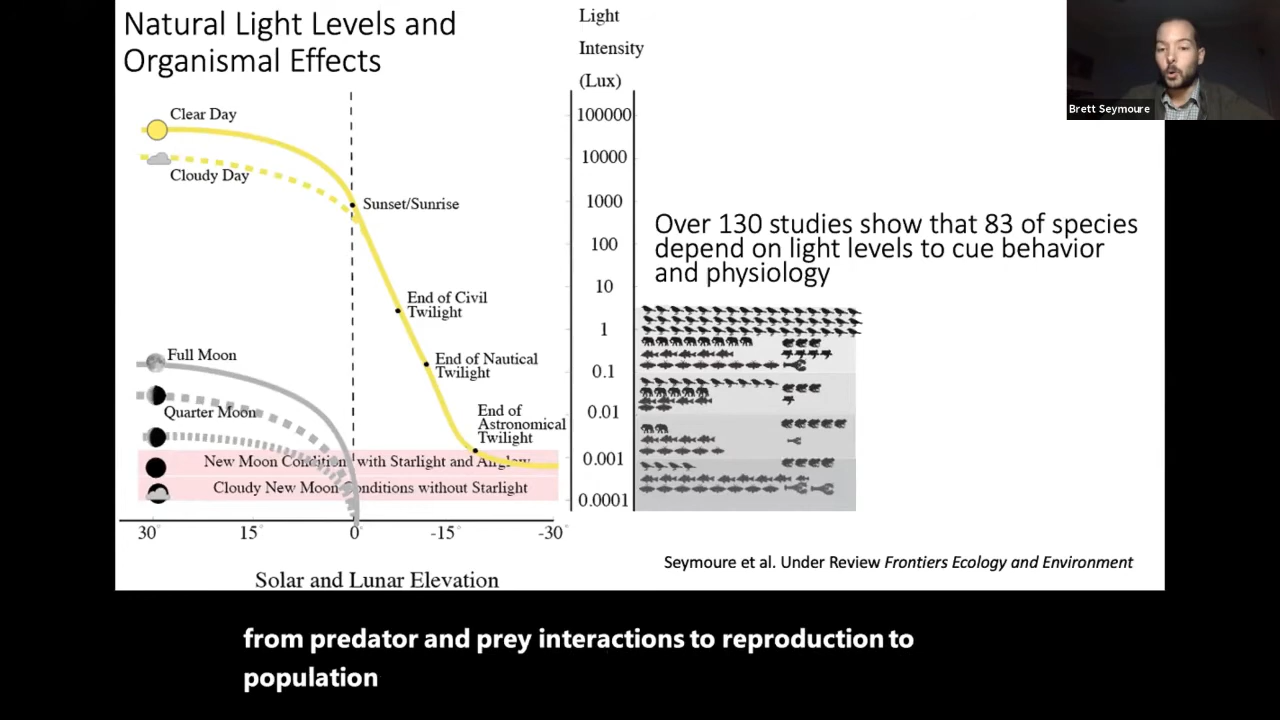 Natural Light Levels and
Organismal Effects
Light
Intensity
(Lux)
Brett Seymoure
Clear Day
Cloudy Day
Sunset/Sunrise
End of Civil
Twilight
End of Nautical
Twilight
End of
Astronomical
Twilight
Full Moon
Quarter Moon
New Moon Condition with Starlight and Airglow
Cloudy New Moon Conditions without Starlight
100000
10000
1000
100
10
1
0.1
0.01
0.001
0.0001
30°
15°
0°
-15°
-30°
Solar and Lunar Elevation
Over 130 studies show that 83 of species
depend on light levels to cue behavior
and physiology
Seymoure et al. Under Review Frontiers Ecology and Environment
from predator and prey interactions to reproduction to
population